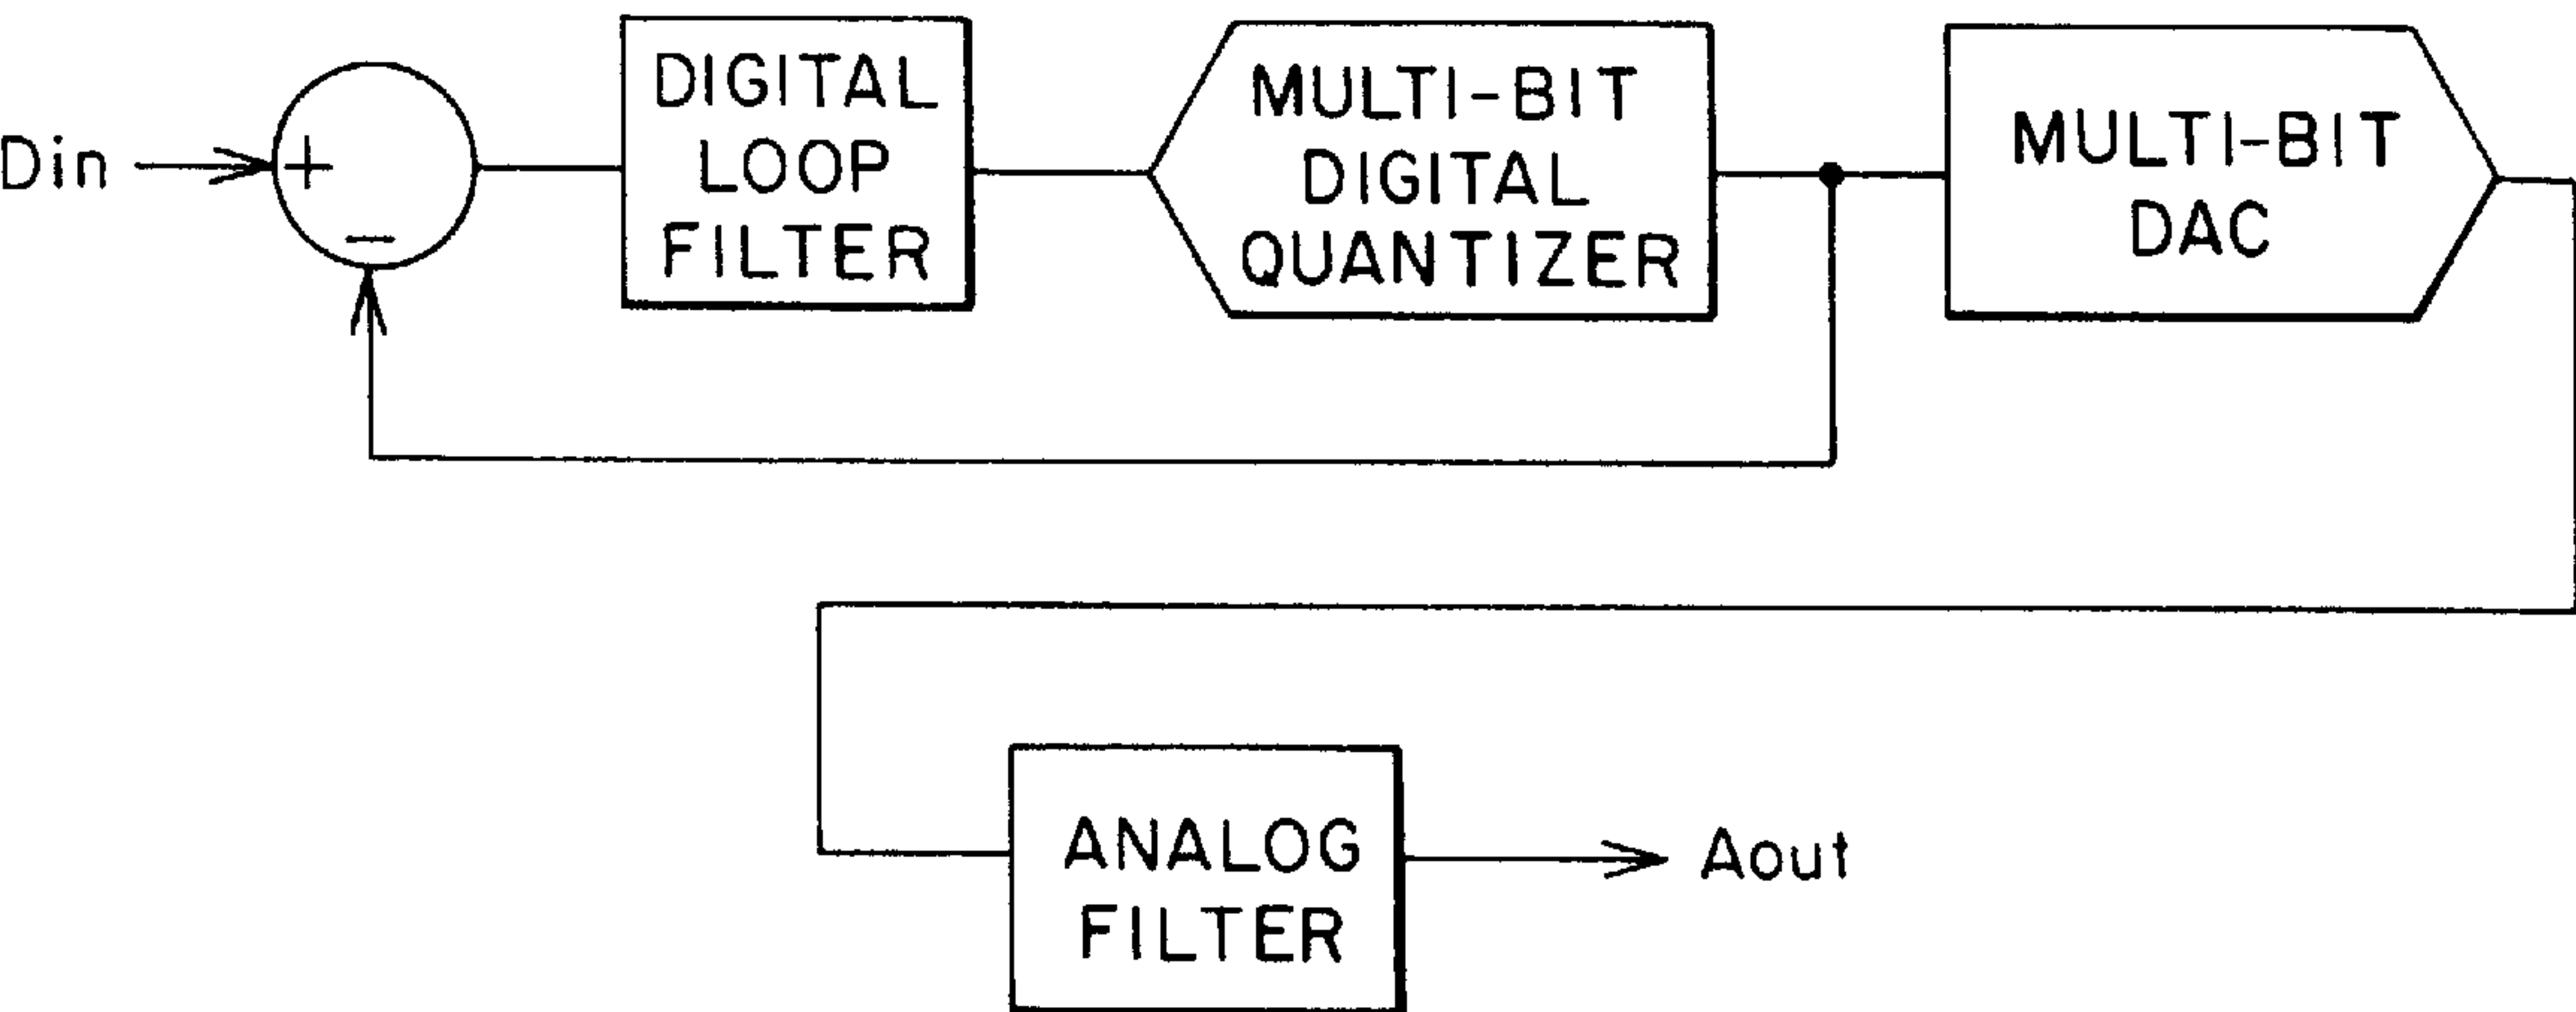 Din
+
−
DIGITAL
LOOP
FILTER
MULTI-BIT
DIGITAL
QUANTIZER
MULTI-BIT
DAC
ANALOG
FILTER
Aout